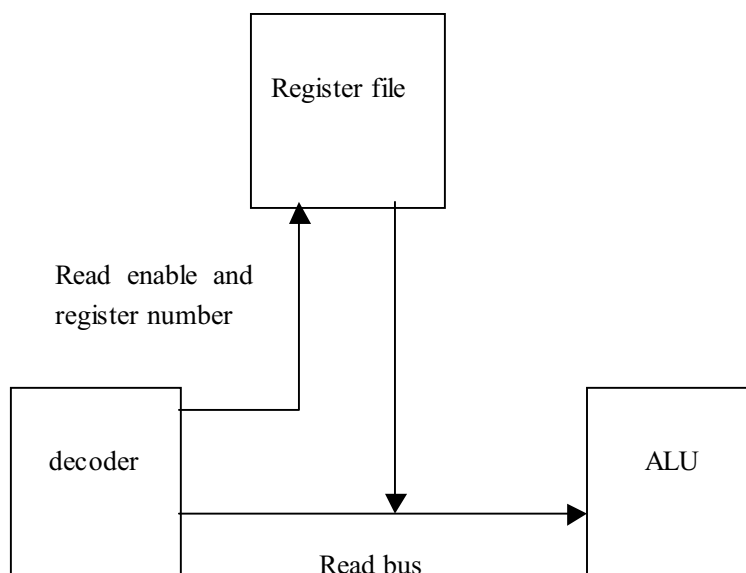 Register file
Read enable and
register number
decoder
ALU
Read bus